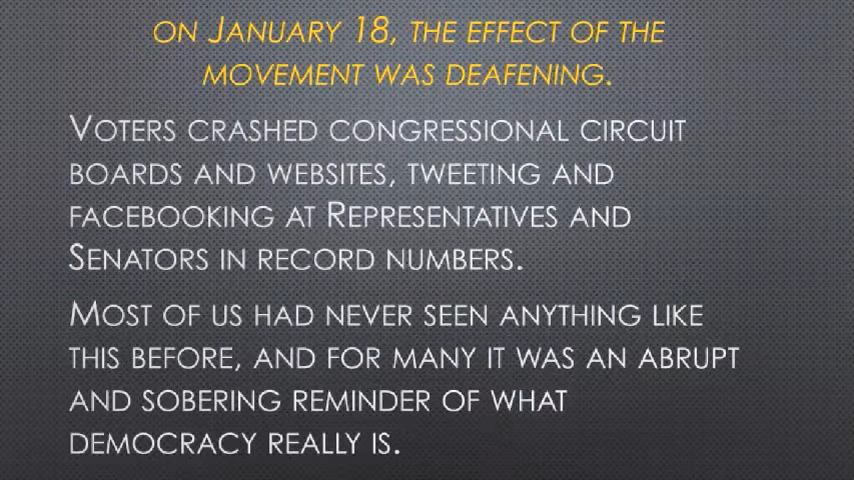 ON JANUARY 18, THE EFFECT OF THE
MOVEMENT WAS DEAFENING.
VOTERS CRASHED CONGRESSIONAL CIRCUIT
BOARDS AND WEBSITES, TWEETING AND
FACEBOOKING AT REPRESENTATIVES AND
SENATORS IN RECORD NUMBERS.
MOST OF US HAD NEVER SEEN ANYTHING LIKE
THIS BEFORE, AND FOR MANY IT WAS AN ABRUPT
AND SOBERING REMINDER OF WHAT
DEMOCRACY REALLY IS.